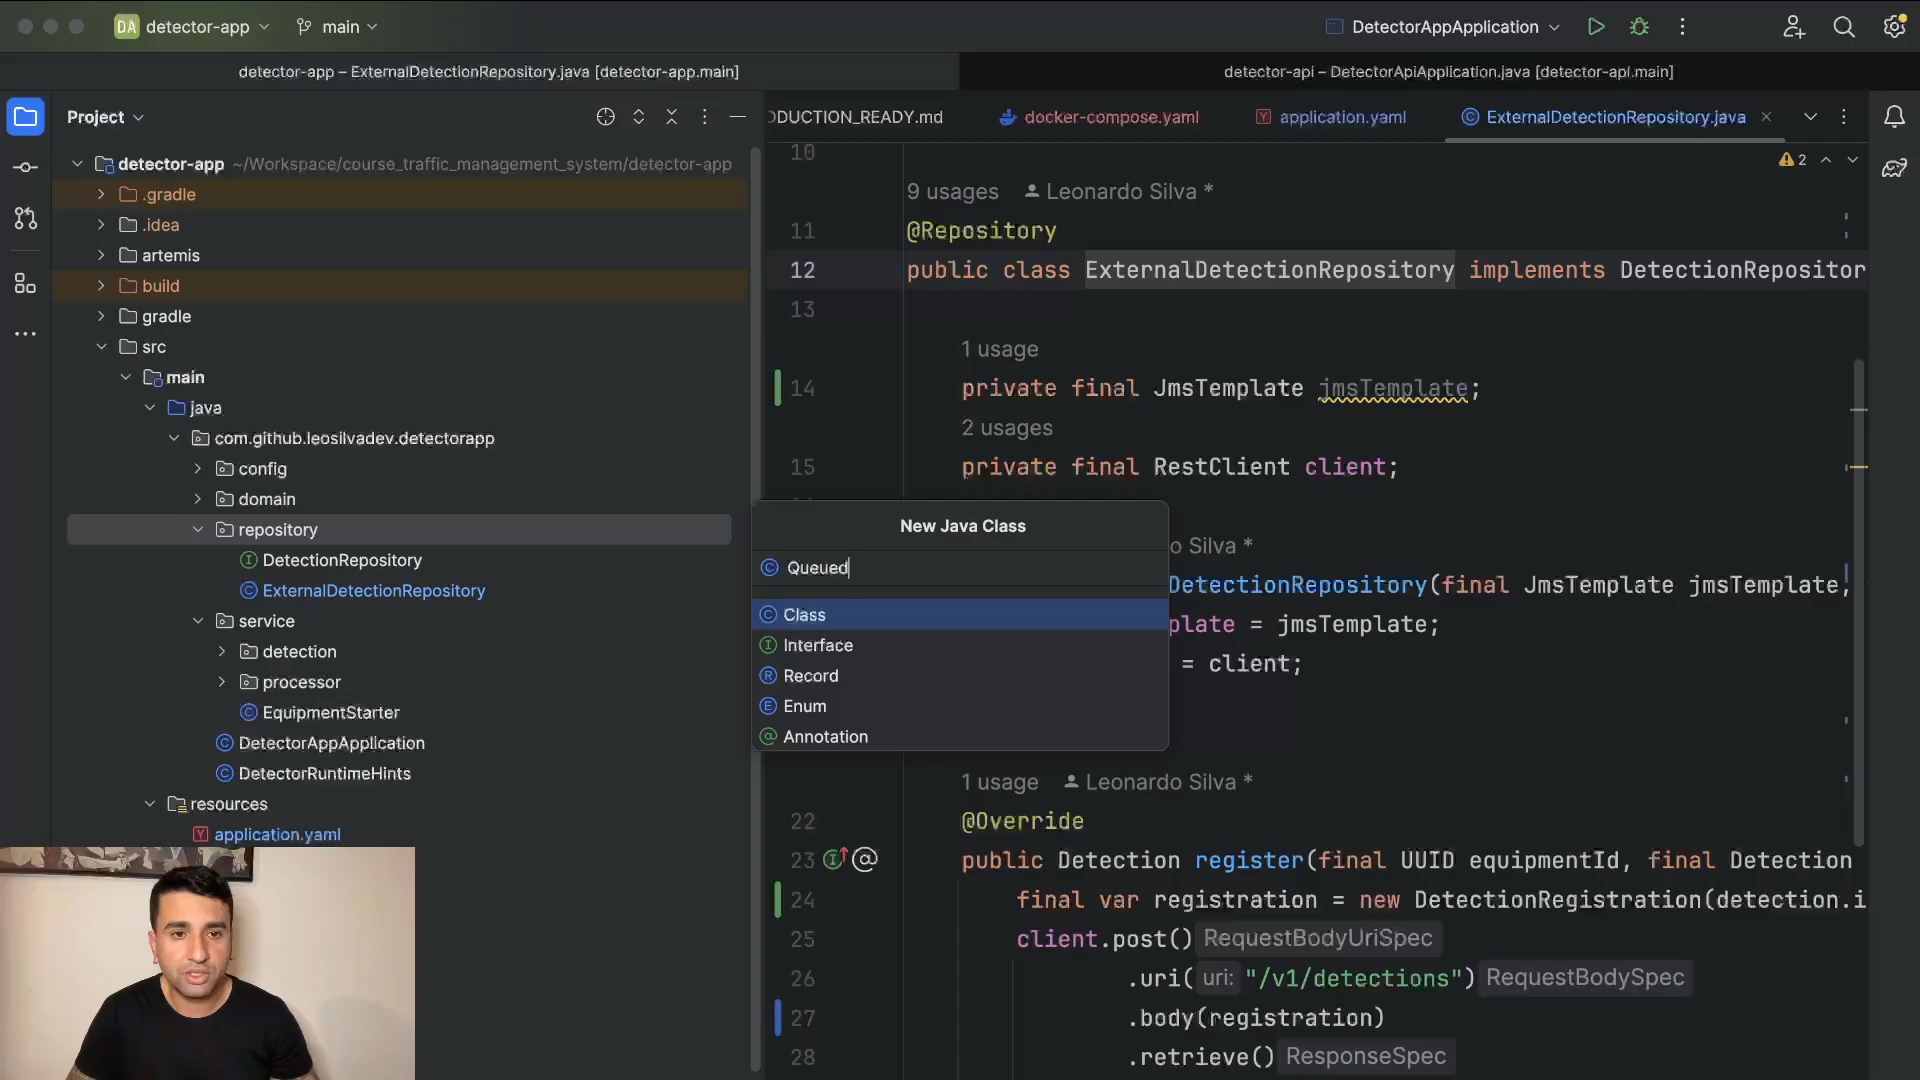 DA detector-app main DetectorAppApplication
detector-app – ExternalDetectionRepository.java [detector-app.main] detector-api – DetectorApiApplication.java [detector-api.main]
Project
detector-app ~/Workspace/course_traffic_management_system/detector-app
.gradle
.idea
artemis
build
gradle
src
main
java
com.github.leosilvadev.detectorapp
config
domain
repository
DetectionRepository
ExternalDetectionRepository
service
detection
processor
EquipmentStarter
DetectorAppApplication
DetectorRuntimeHints
resources
application.yaml
ODUCTION_READY.md docker-compose.yaml application.yaml ExternalDetectionRepository.java
2
10
9 usages Leonardo Silva *
11 @Repository
12 public class ExternalDetectionRepository implements DetectionRepositor
13
1 usage
14 private final JmsTemplate jmsTemplate;
2 usages
15 private final RestClient client;
o Silva *
DetectionRepository(final JmsTemplate jmsTemplate,
plate = jmsTemplate;
= client;
New Java Class
Queued
Class
Interface
Record
Enum
Annotation
1 usage Leonardo Silva *
22 @Override
23 public Detection register(final UUID equipmentId, final Detection
24 final var registration = new DetectionRegistration(detection.i
25 client.post() RequestBodyUriSpec
26 .uri( uri: "/v1/detections") RequestBodySpec
27 .body(registration)
28 .retrieve() ResponseSpec